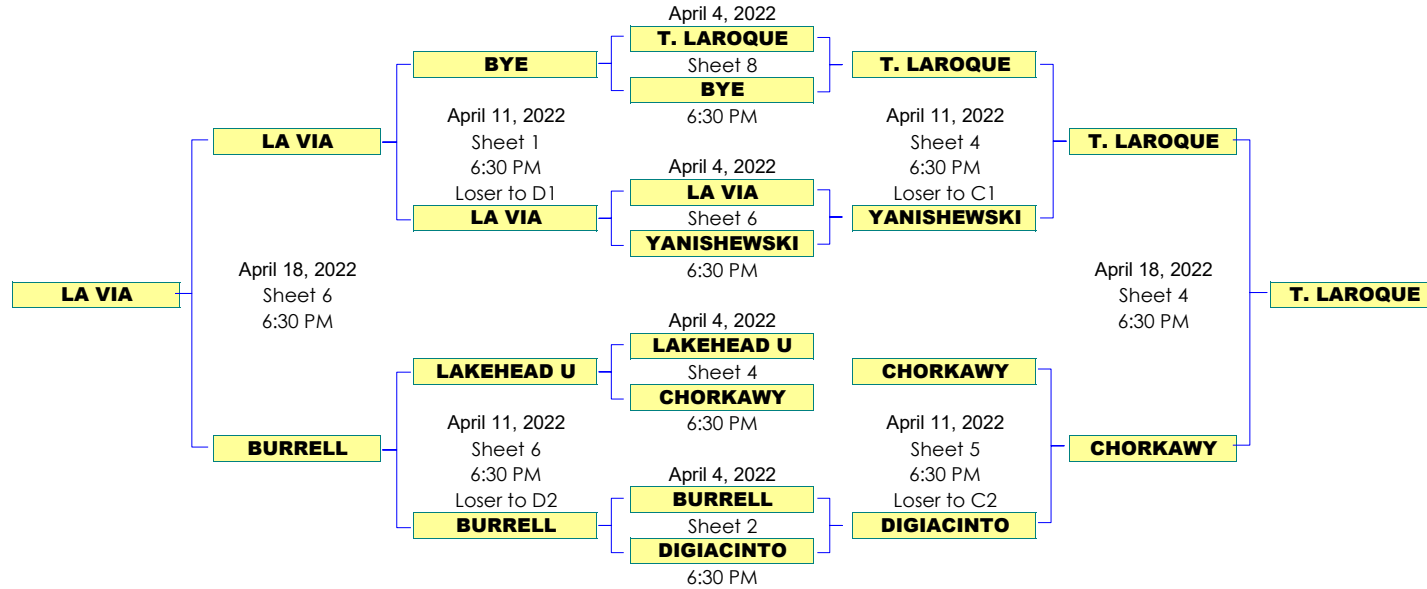 April 4, 2022
T. LAROQUE
BYE
Sheet 8
T. LAROQUE
BYE
April 11, 2022
6:30 PM
April 11, 2022
LA VIA
Sheet 1
Sheet 4
T. LAROQUE
6:30 PM
April 4, 2022
6:30 PM
Loser to D1
LA VIA
Loser to C1
LA VIA
Sheet 6
YANISHEWSKI
YANISHEWSKI
April 18, 2022
6:30 PM
April 18, 2022
LA VIA
Sheet 6
Sheet 4
T. LAROQUE
6:30 PM
April 4, 2022
6:30 PM
LAKEHEAD U
LAKEHEAD U
Sheet 4
CHORKAWY
CHORKAWY
April 11, 2022
6:30 PM
April 11, 2022
BURRELL
Sheet 6
Sheet 5
CHORKAWY
6:30 PM
April 4, 2022
6:30 PM
Loser to D2
BURRELL
Loser to C2
BURRELL
Sheet 2
DIGIACINTO
DIGIACINTO
6:30 PM